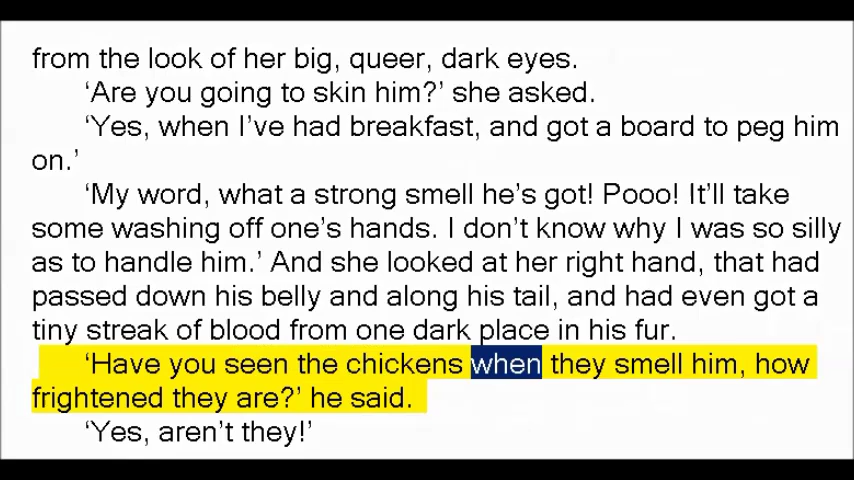 from the look of her big, queer, dark eyes.
‘Are you going to skin him?’ she asked.
‘Yes, when I’ve had breakfast, and got a board to peg him
on.’
‘My word, what a strong smell he’s got! Pooo! It’ll take
some washing off one’s hands. I don’t know why I was so silly
as to handle him.’ And she looked at her right hand, that had
passed down his belly and along his tail, and had even got a
tiny streak of blood from one dark place in his fur.
‘Have you seen the chickens when they smell him, how
frightened they are?’ he said.
‘Yes, aren’t they!’